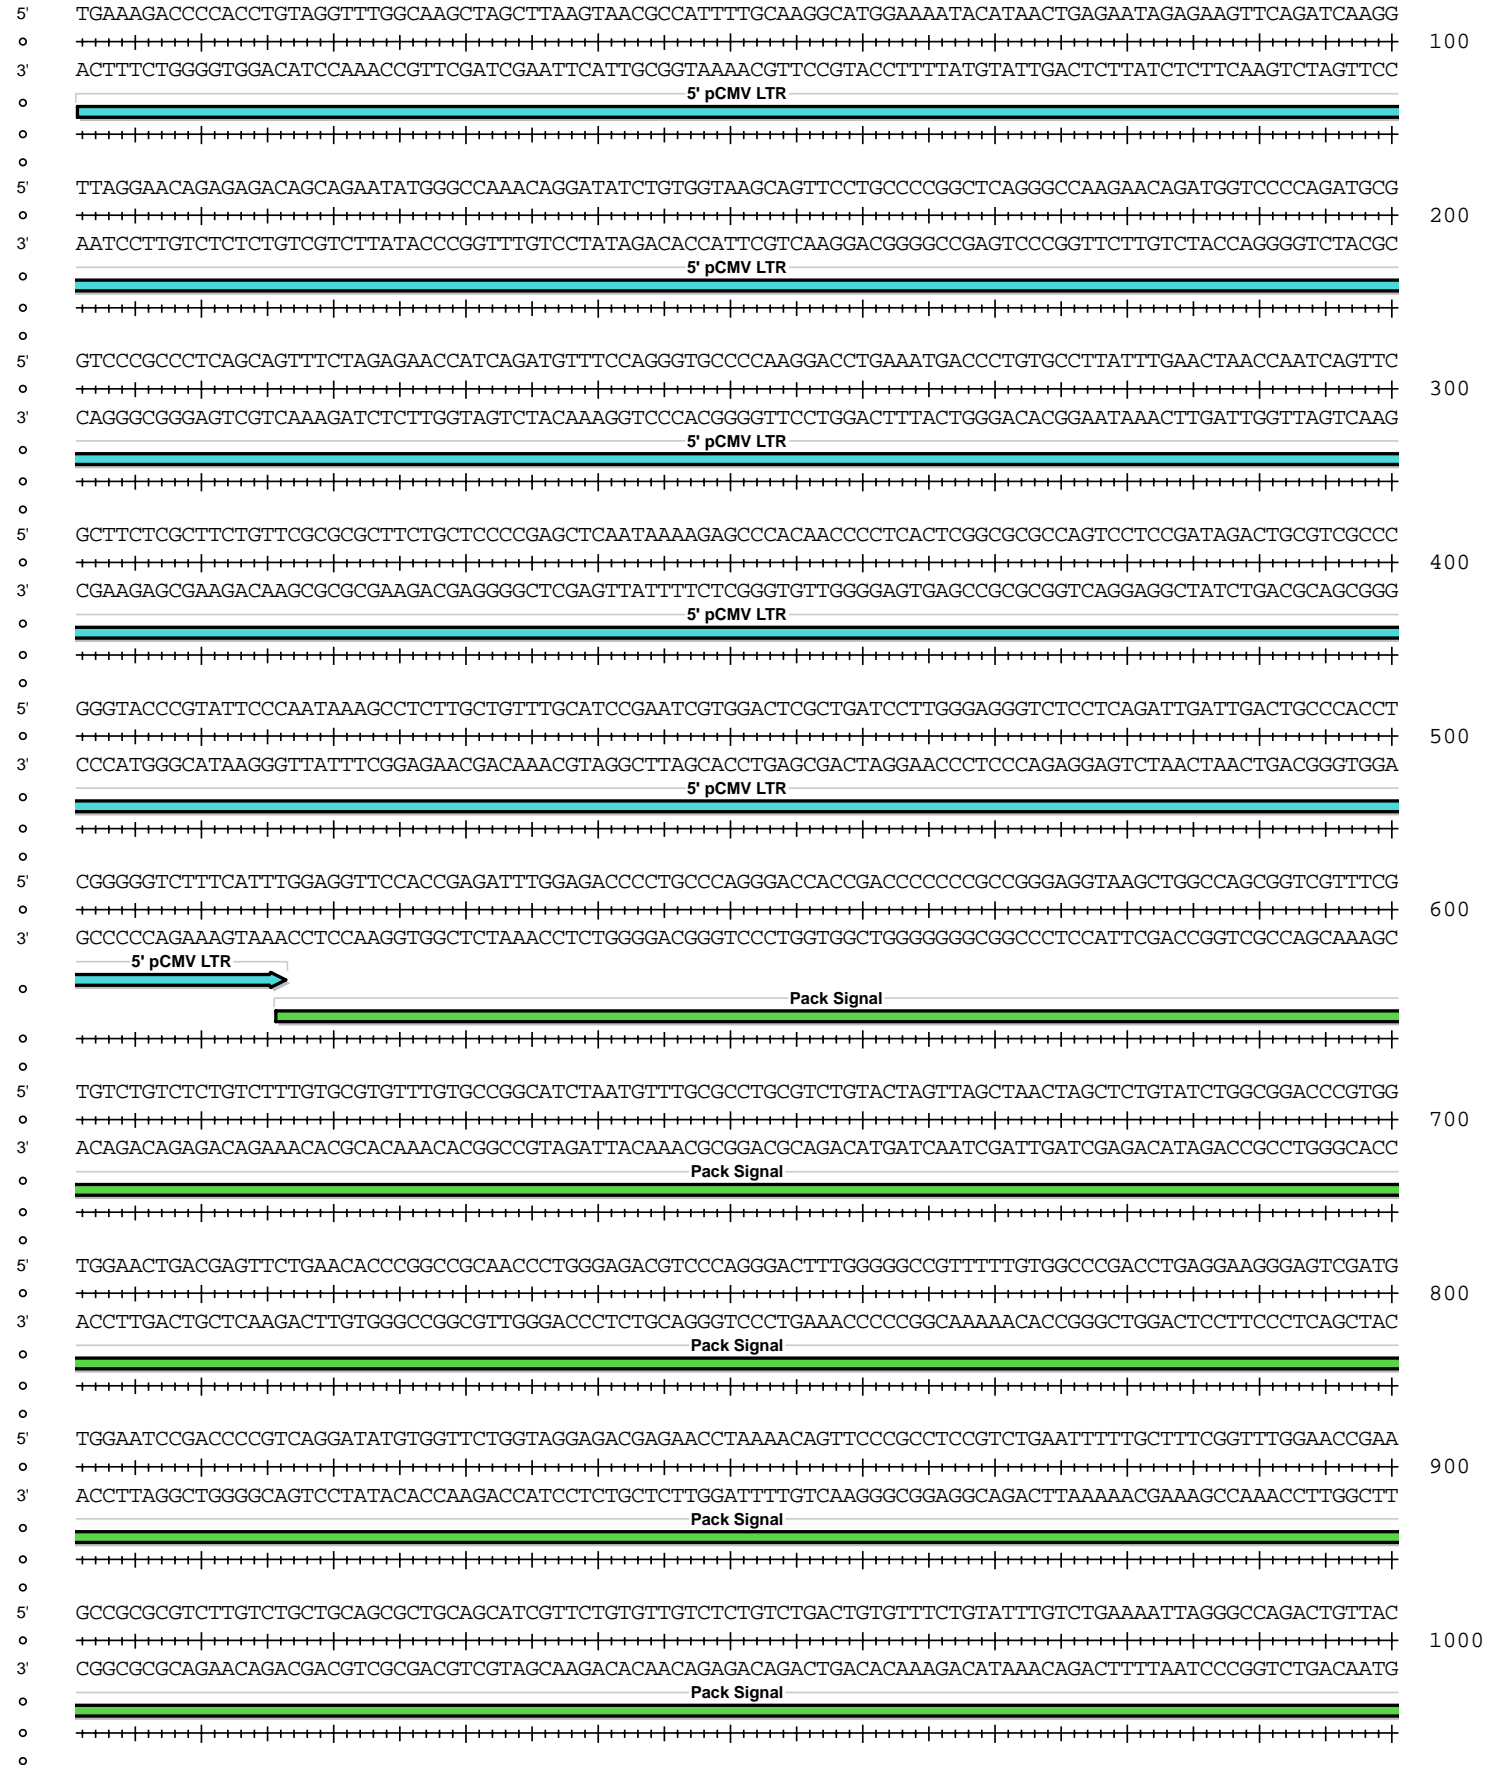 5' TGAAAGACCCCACCTGTAGGTTTGGCAAGCTAGCTTAAGTAACGCCATTTTGCAAGGCATGGAAAATACATAACTGAGAATAGAGAAGTTCAGATCAAGG
100
3' ACTTTCTGGGGTGGACATCCAAACCGTTCGATCGAATTCATTGCGGTAAAACGTTCCGTACCTTTTATGTATTGACTCTTATCTCTTCAAGTCTAGTTCC
5' pCMV LTR
5' TTAGGAACAGAGAGACAGCAGAATATGGGCCAAACAGGATATCTGTGGTAAGCAGTTCCTGCCCCGGCTCAGGGCCAAGAACAGATGGTCCCCAGATGCG
200
3' AATCCTTGTCTCTCTGTCGTCTTATACCCGGTTTGTCCTATAGACACCATTCGTCAAGGACGGGGCCGAGTCCCGGTTCTTGTCTACCAGGGGTCTACGC
5' pCMV LTR
5' GTCCCGCCCTCAGCAGTTTCTAGAGAACCATCAGATGTTTCCAGGGTGCCCCAAGGACCTGAAATGACCCTGTGCCTTATTTGAACTAACCAATCAGTTC
300
3' CAGGGCGGGAGTCGTCAAAGATCTCTTGGTAGTCTACAAAGGTCCCACGGGGTTCCTGGACTTTACTGGGACACGGAATAAACTTGATTGGTTAGTCAAG
5' pCMV LTR
5' GCTTCTCGCTTCTGTTCGCGCGCTTCTGCTCCCCGAGCTCAATAAAAGAGCCCACAACCCCTCACTCGGCGCGCCAGTCCTCCGATAGACTGCGTCGCCC
400
3' CGAAGAGCGAAGACAAGCGCGCGAAGACGAGGGGCTCGAGTTATTTTCTCGGGTGTTGGGGAGTGAGCCGCGCGGTCAGGAGGCTATCTGACGCAGCGGG
5' pCMV LTR
5' GGGTACCCGTATTCCCAATAAAGCCTCTTGCTGTTTGCATCCGAATCGTGGACTCGCTGATCCTTGGGAGGGTCTCCTCAGATTGATTGACTGCCCACCT
500
3' CCCATGGGCATAAGGGTTATTTCGGAGAACGACAAACGTAGGCTTAGCACCTGAGCGACTAGGAACCCTCCCAGAGGAGTCTAACTAACTGACGGGTGGA
5' pCMV LTR
5' CGGGGGTCTTTCATTTGGAGGTTCCACCGAGATTTGGAGACCCCTGCCCAGGGACCACCGACCCCCCCGCCGGGAGGTAAGCTGGCCAGCGGTCGTTTCG
600
3' GCCCCCAGAAAGTAAACCTCCAAGGTGGCTCTAAACCTCTGGGGACGGGTCCCTGGTGGCTGGGGGGGCGGCCCTCCATTCGACCGGTCGCCAGCAAAGC
5' pCMV LTR
Pack Signal
5' TGTCTGTCTCTGTCTTTGTGCGTGTTTGTGCCGGCATCTAATGTTTGCGCCTGCGTCTGTACTAGTTAGCTAACTAGCTCTGTATCTGGCGGACCCGTGG
700
3' ACAGACAGAGACAGAAACACGCACAAACACGGCCGTAGATTACAAACGCGGACGCAGACATGATCAATCGATTGATCGAGACATAGACCGCCTGGGCACC
Pack Signal
5' TGGAACTGACGAGTTCTGAACACCCGGCCGCAACCCTGGGAGACGTCCCAGGGACTTTGGGGGCCGTTTTTGTGGCCCGACCTGAGGAAGGGAGTCGATG
800
3' ACCTTGACTGCTCAAGACTTGTGGGCCGGCGTTGGGACCCTCTGCAGGGTCCCTGAAACCCCCGGCAAAAACACCGGGCTGGACTCCTTCCCTCAGCTAC
Pack Signal
5' TGGAATCCGACCCCGTCAGGATATGTGGTTCTGGTAGGAGACGAGAACCTAAAACAGTTCCCGCCTCCGTCTGAATTTTTGCTTTCGGTTTGGAACCGAA
900
3' ACCTTAGGCTGGGGCAGTCCTATACACCAAGACCATCCTCTGCTCTTGGATTTTGTCAAGGGCGGAGGCAGACTTAAAAACGAAAGCCAAACCTTGGCTT
Pack Signal
5' GCCGCGCGTCTTGTCTGCTGCAGCGCTGCAGCATCGTTCTGTGTTGTCTCTGTCTGACTGTGTTTCTGTATTTGTCTGAAAATTAGGGCCAGACTGTTAC
1000
3' CGGCGCGCAGAACAGACGACGTCGCGACGTCGTAGCAAGACACAACAGAGACAGACTGACACAAAGACATAAACAGACTTTTAATCCCGGTCTGACAATG
Pack Signal